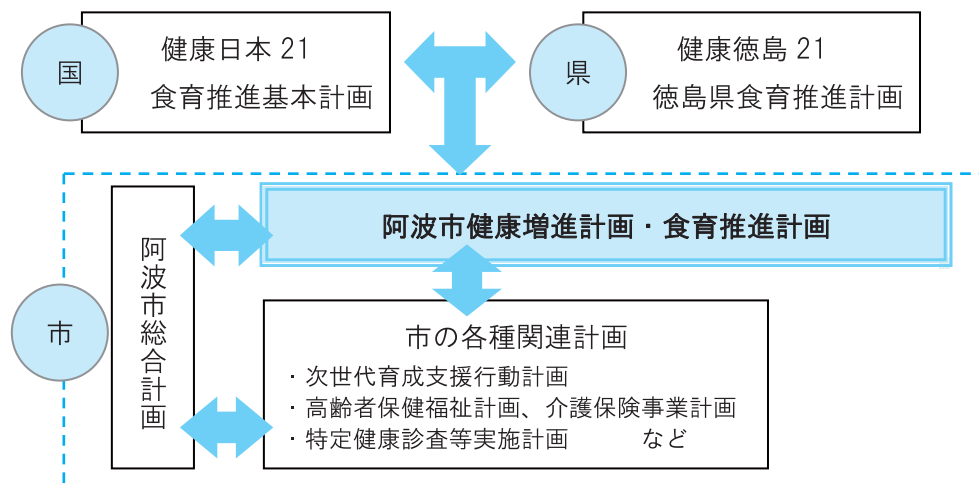 国
健康日本 21
食育推進基本計画
県
健康徳島 21
徳島県食育推進計画
阿波市健康増進計画・食育推進計画
市
阿波市総合計画
市の各種関連計画
・次世代育成支援行動計画
・高齢者保健福祉計画、介護保険事業計画
・特定健康診査等実施計画　　　など